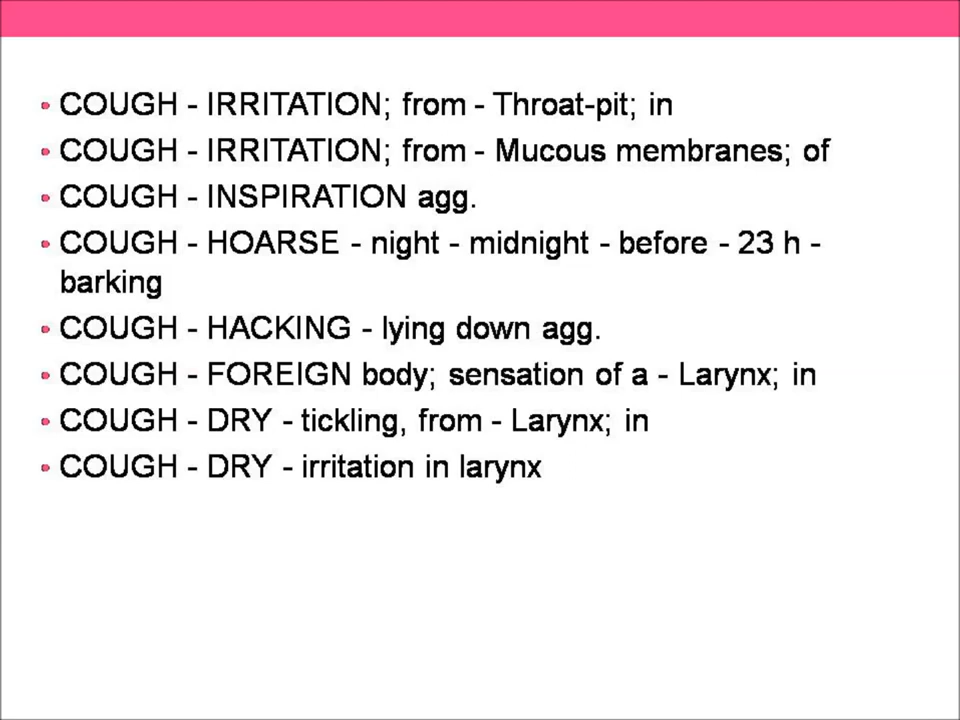 • COUGH - IRRITATION; from - Throat-pit; in
• COUGH - IRRITATION; from - Mucous membranes; of
• COUGH - INSPIRATION agg.
• COUGH - HOARSE - night - midnight - before - 23 h -
barking
• COUGH - HACKING - lying down agg.
• COUGH - FOREIGN body; sensation of a - Larynx; in
• COUGH - DRY - tickling, from - Larynx; in
• COUGH - DRY - irritation in larynx